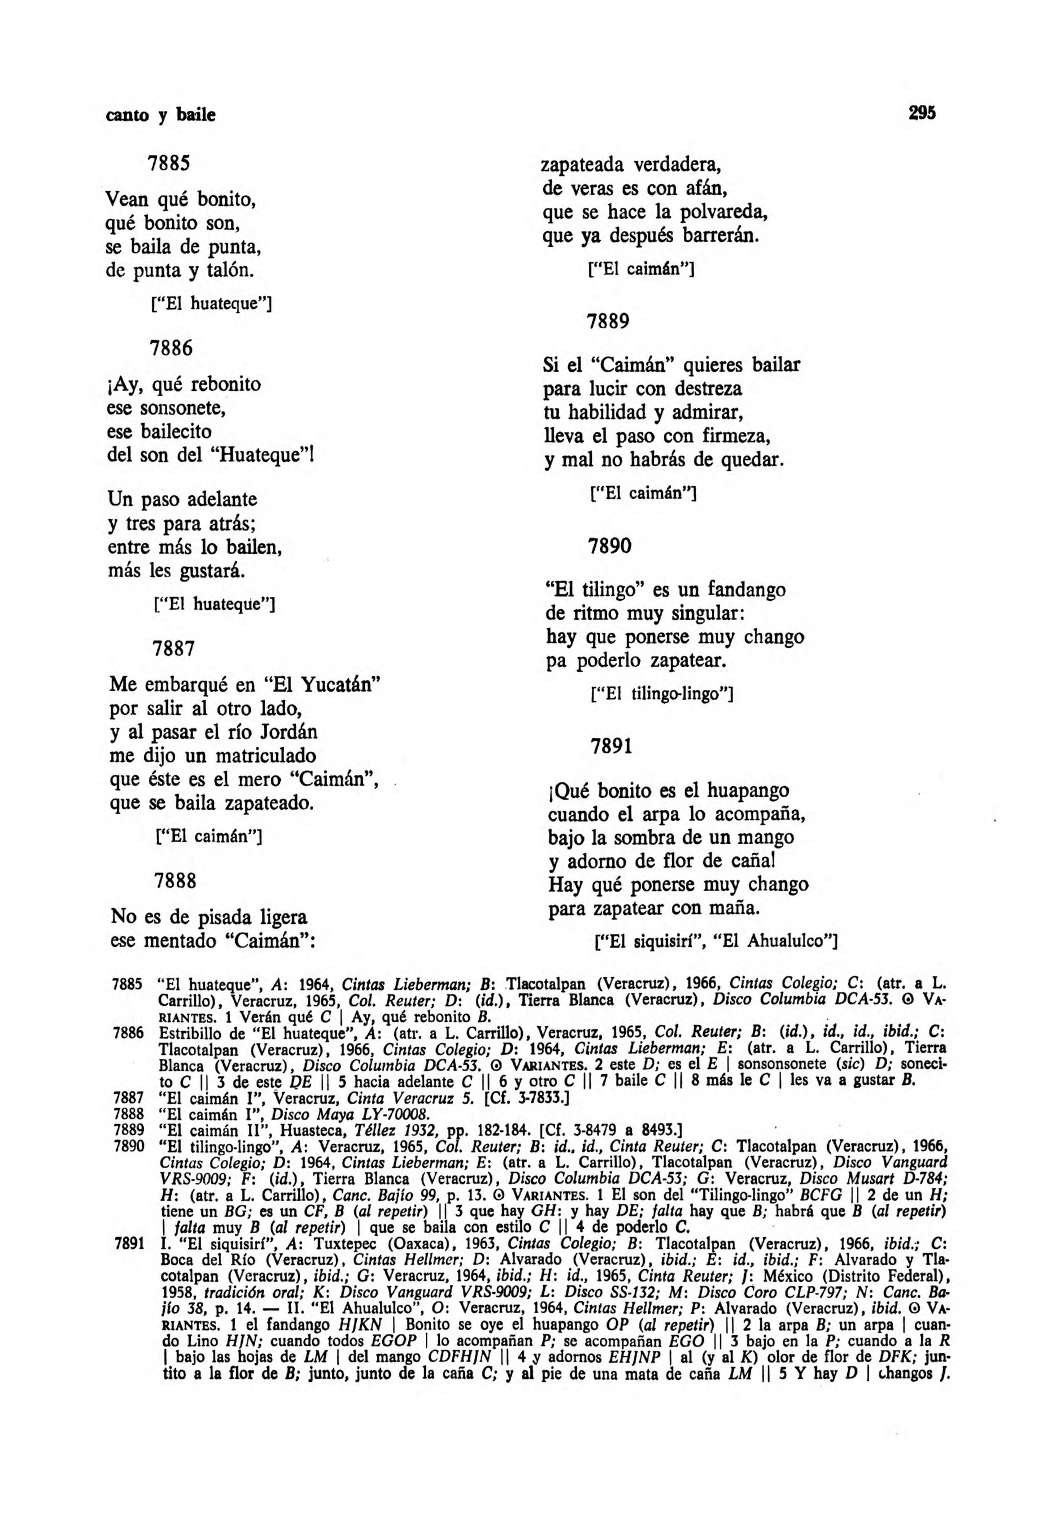 canto y baile
295
7885
Vean qué bonito,
qué bonito son,
se baila de punta,
de punta y talón.
["El huateque"]
7886
¡Ay, qué rebonito
ese sonsonete,
ese bailecito
del son del “Huateque”!
Un paso adelante
y tres para atrás;
entre más lo bailen,
más les gustará.
["El huateque"]
7887
Me embarqué en “El Yucatán”
por salir al otro lado,
y al pasar el río Jordán
me dijo un matriculado
que éste es el mero “Caimán”,
que se baila zapateado.
["El caimán"]
7888
No es de pisada ligera
ese mentado “Caimán”:
zapateada verdadera,
de veras es con afán,
que se hace la polvareda,
que ya después barrerán.
["El caimán"]
7889
Si el “Caimán” quieres bailar
para lucir con destreza
tu habilidad y admirar,
lleva el paso con firmeza,
y mal no habrás de quedar.
["El caimán"]
7890
“El tilingo” es un fandango
de ritmo muy singular:
hay que ponerse muy chango
pa poderlo zapatear.
["El tilingo-lingo"]
7891
¡Qué bonito es el huapango
cuando el arpa lo acompaña,
bajo la sombra de un mango
y adorno de flor de caña!
Hay qué ponerse muy chango
para zapatear con maña.
["El siquisirí", "El Ahualulco"]
7885 "El huateque", A: 1964, Cintas Lieberman; B: Tlacotalpan (Veracruz), 1966, Cintas Colegio; C: (atr. a L.
Carrillo), Veracruz, 1965, Col. Reuter; D: (id.), Tierra Blanca (Veracruz), Disco Columbia DCA-53. ⊙ VA-
RIANTES. 1 Verán qué C | Ay, qué rebonito B.
7886 Estribillo de "El huateque", A: (atr. a L. Carrillo), Veracruz, 1965, Col. Reuter; B: (id.), id., id., ibid.; C:
Tlacotalpan (Veracruz), 1966, Cintas Colegio; D: 1964, Cintas Lieberman; E: (atr. a L. Carrillo), Tierra
Blanca (Veracruz), Disco Columbia DCA-53. ⊙ VARIANTES. 2 este D; es el E | sonsonsonete (sic) D; soneci-
to C || 3 de este DE || 5 hacia adelante C || 6 y otro C || 7 baile C || 8 más le C | les va a gustar B.
7887 "El caimán I", Veracruz, Cinta Veracruz 5. [Cf. 3-7833.]
7888 "El caimán I", Disco Maya LY-70008.
7889 "El caimán II", Huasteca, Téllez 1932, pp. 182-184. [Cf. 3-8479 a 8493.]
7890 "El tilingo-lingo", A: Veracruz, 1965, Col. Reuter; B: id., id., Cinta Reuter; C: Tlacotalpan (Veracruz), 1966,
Cintas Colegio; D: 1964, Cintas Lieberman; E: (atr. a L. Carrillo), Tlacotalpan (Veracruz), Disco Vanguard
VRS-9009; F: (id.), Tierra Blanca (Veracruz), Disco Columbia DCA-53; G: Veracruz, Disco Musart D-784;
H: (atr. a L. Carrillo), Canc. Bajío 99, p. 13. ⊙ VARIANTES. 1 El son del "Tilingo-lingo" BCFG || 2 de un H;
tiene un BG; es un CF, B (al repetir) || 3 que hay GH: y hay DE; falta hay que B; habrá que B (al repetir)
| falta muy B (al repetir) | que se baila con estilo C || 4 de poderlo C.
7891 I. "El siquisirí", A: Tuxtepec (Oaxaca), 1963, Cintas Colegio; B: Tlacotalpan (Veracruz), 1966, ibid.; C:
Boca del Río (Veracruz), Cintas Hellmer; D: Alvarado (Veracruz), ibid.; E: id., ibid.; F: Alvarado y Tla-
cotalpan (Veracruz), ibid.; G: Veracruz, 1964, ibid.; H: id., 1965, Cinta Reuter; J: México (Distrito Federal),
1958, tradición oral; K: Disco Vanguard VRS-9009; L: Disco SS-132; M: Disco Coro CLP-797; N: Canc. Ba-
jío 38, p. 14. — II. "El Ahualulco", O: Veracruz, 1964, Cintas Hellmer; P: Alvarado (Veracruz), ibid. ⊙ VA-
RIANTES. 1 el fandango HJKN | Bonito se oye el huapango OP (al repetir) || 2 la arpa B; un arpa | cuan-
do Lino HJN; cuando todos EGOP | lo acompañan P; se acompañan EGO || 3 bajo en la P; cuando a la R
| bajo las hojas de LM | del mango CDFHJN || 4 y adornos EHJNP | al (y al K) olor de flor de DFK; jun-
tito a la flor de B; junto, junto de la caña C; y al pie de una mata de caña LM || 5 Y hay D | changos J.